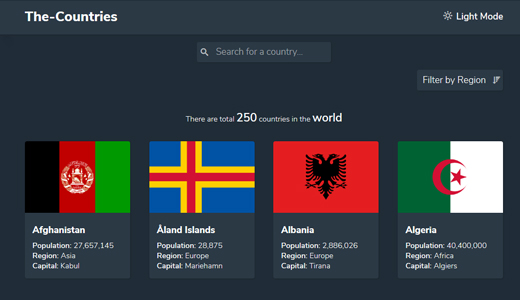 The-Countries
Light Mode
Search for a country...
Filter by Region
There are total 250 countries in the world
Afghanistan
Population: 27,657,145
Region: Asia
Capital: Kabul
Åland Islands
Population: 28,875
Region: Europe
Capital: Mariehamn
Albania
Population: 2,886,026
Region: Europe
Capital: Tirana
Algeria
Population: 40,400,000
Region: Africa
Capital: Algiers